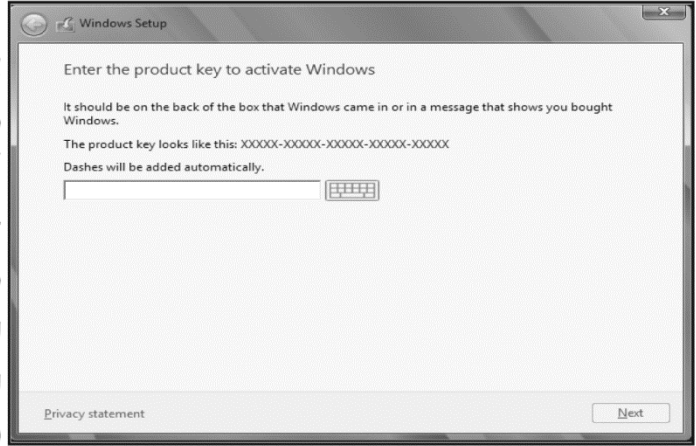 Windows Setup
Enter the product key to activate Windows
It should be on the back of the box that Windows came in or in a message that shows you bought
Windows.
The product key looks like this: XXXXX-XXXXX-XXXXX-XXXXX-XXXXX
Dashes will be added automatically.
Privacy statement
Next